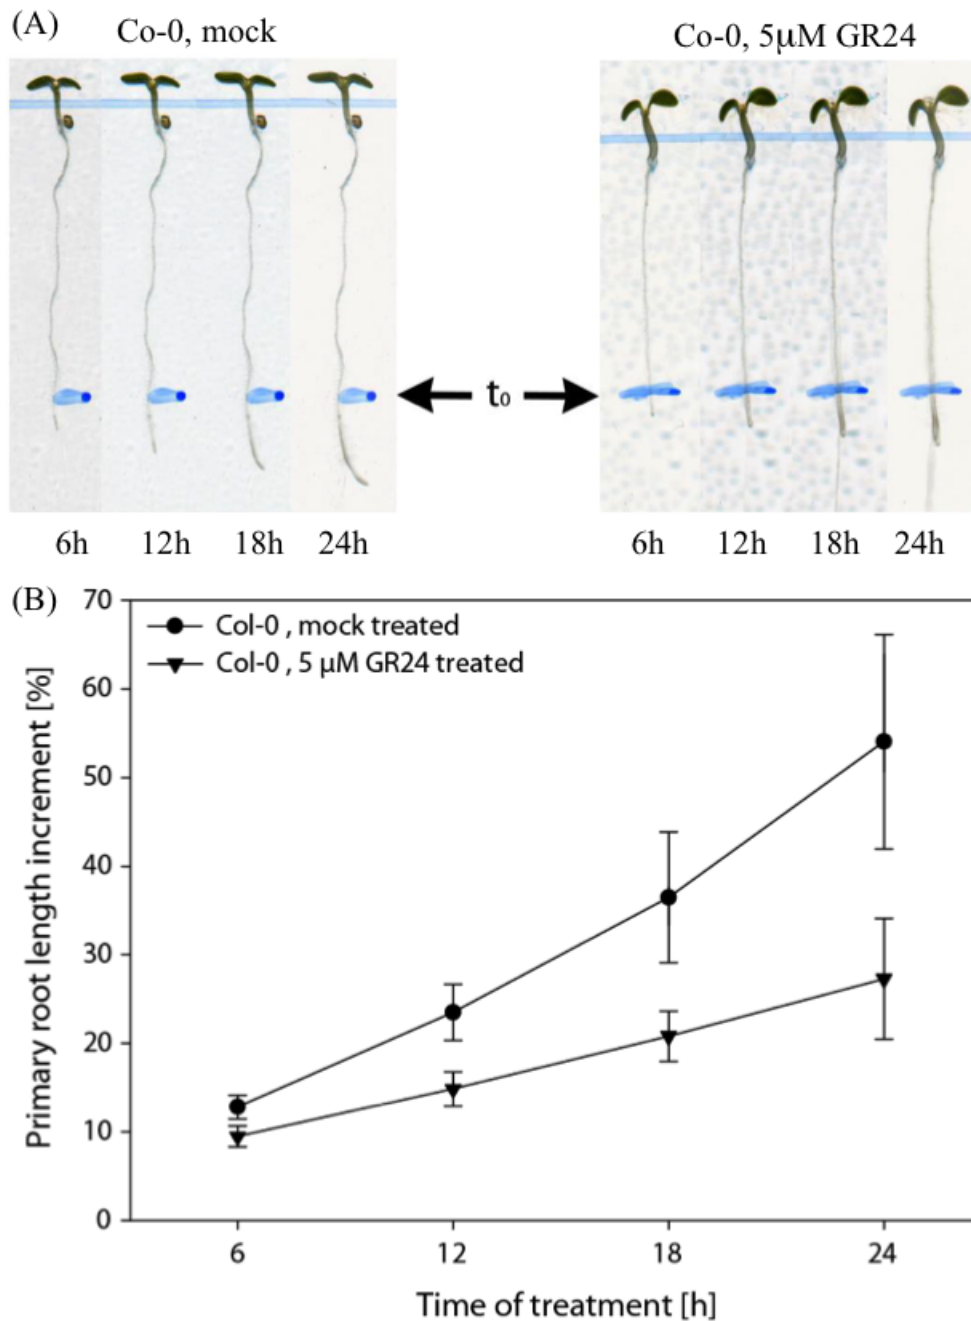 (A)
Co-0, mock
Co-0, 5µM GR24
t₀
6h 12h 18h 24h
6h 12h 18h 24h
(B)
Col-0 , mock treated
Col-0 , 5 µM GR24 treated
Primary root length increment [%]
70
60
50
40
30
20
10
0
6 12 18 24
Time of treatment [h]